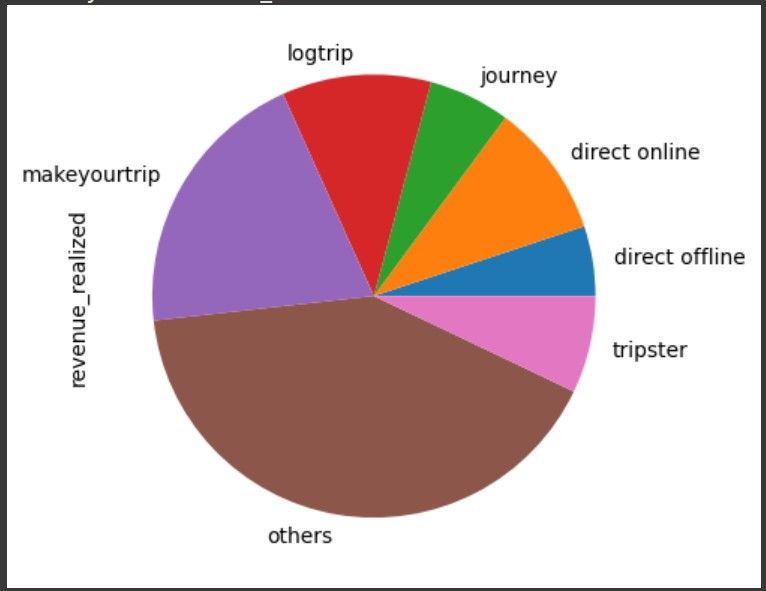 logtrip
journey
makeyourtrip
direct online
revenue_realized
direct offline
tripster
others